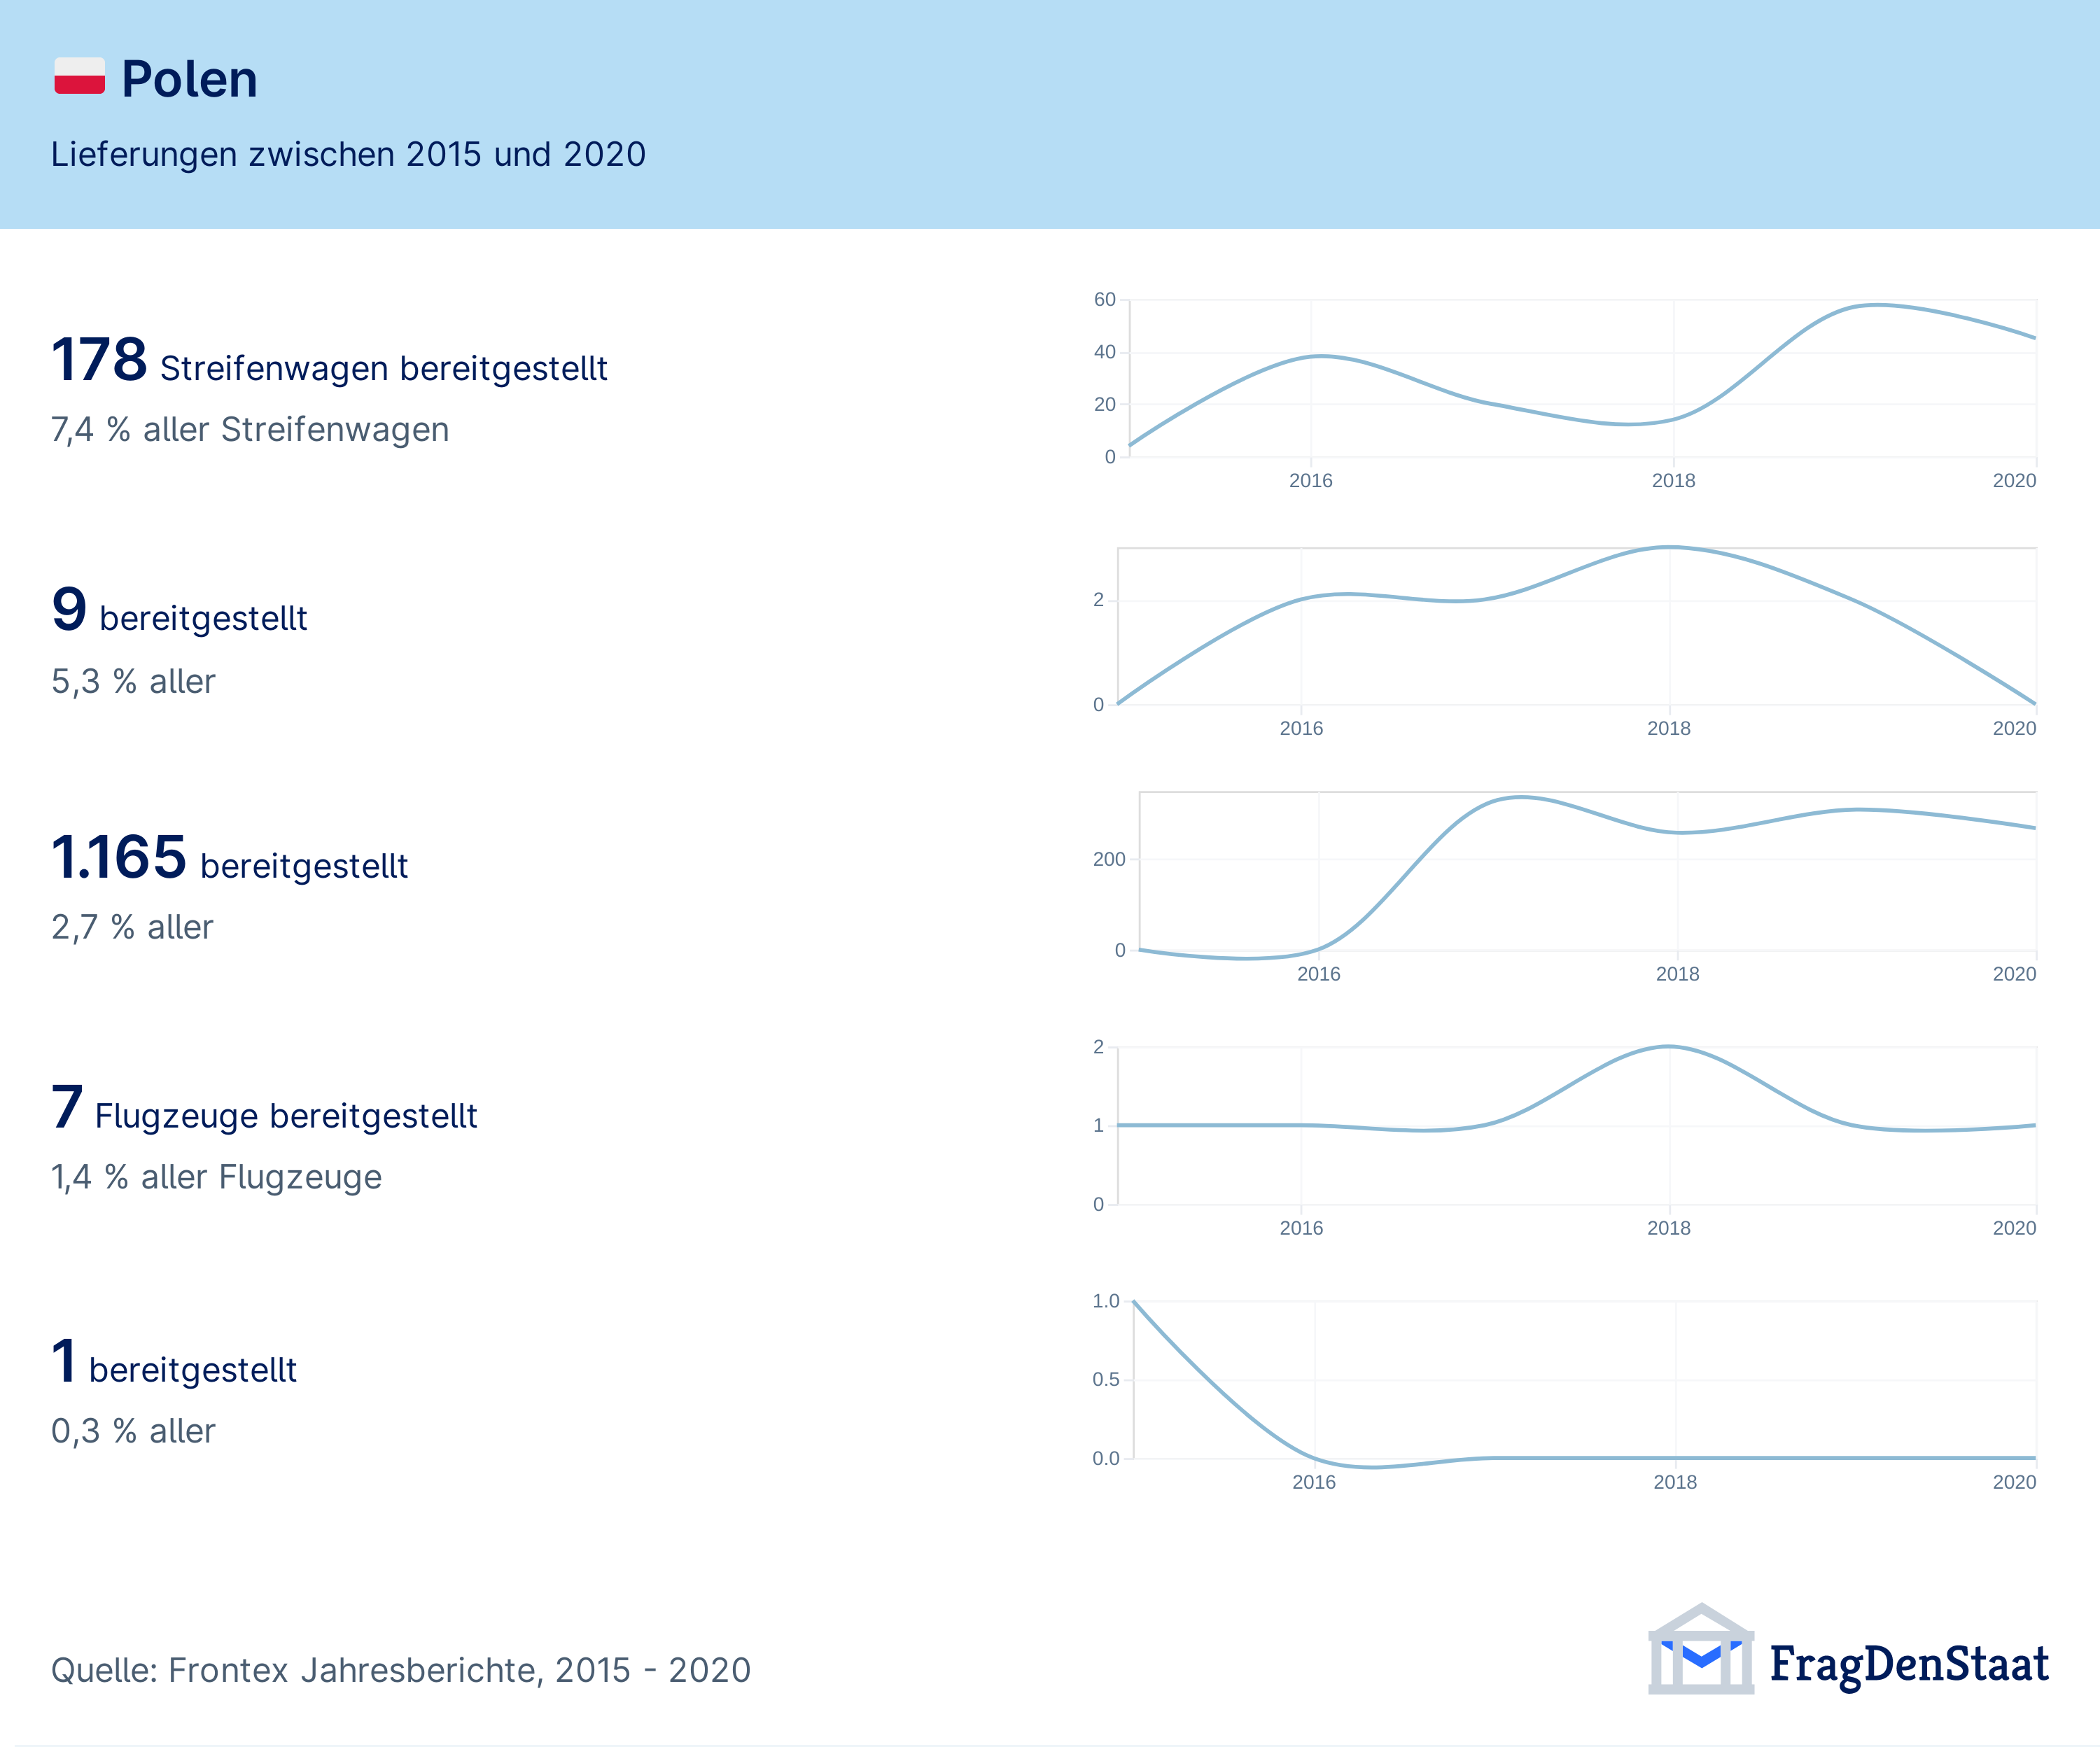 Polen
Lieferungen zwischen 2015 und 2020
178 Streifenwagen bereitgestellt
7,4 % aller Streifenwagen
60
40
20
0
2016 2018 2020
9 bereitgestellt
5,3 % aller
2
0
2016 2018 2020
1.165 bereitgestellt
2,7 % aller
200
0
2016 2018 2020
7 Flugzeuge bereitgestellt
1,4 % aller Flugzeuge
2
1
0
2016 2018 2020
1 bereitgestellt
0,3 % aller
1.0
0.5
0.0
2016 2018 2020
Quelle: Frontex Jahresberichte, 2015 - 2020
FragDenStaat